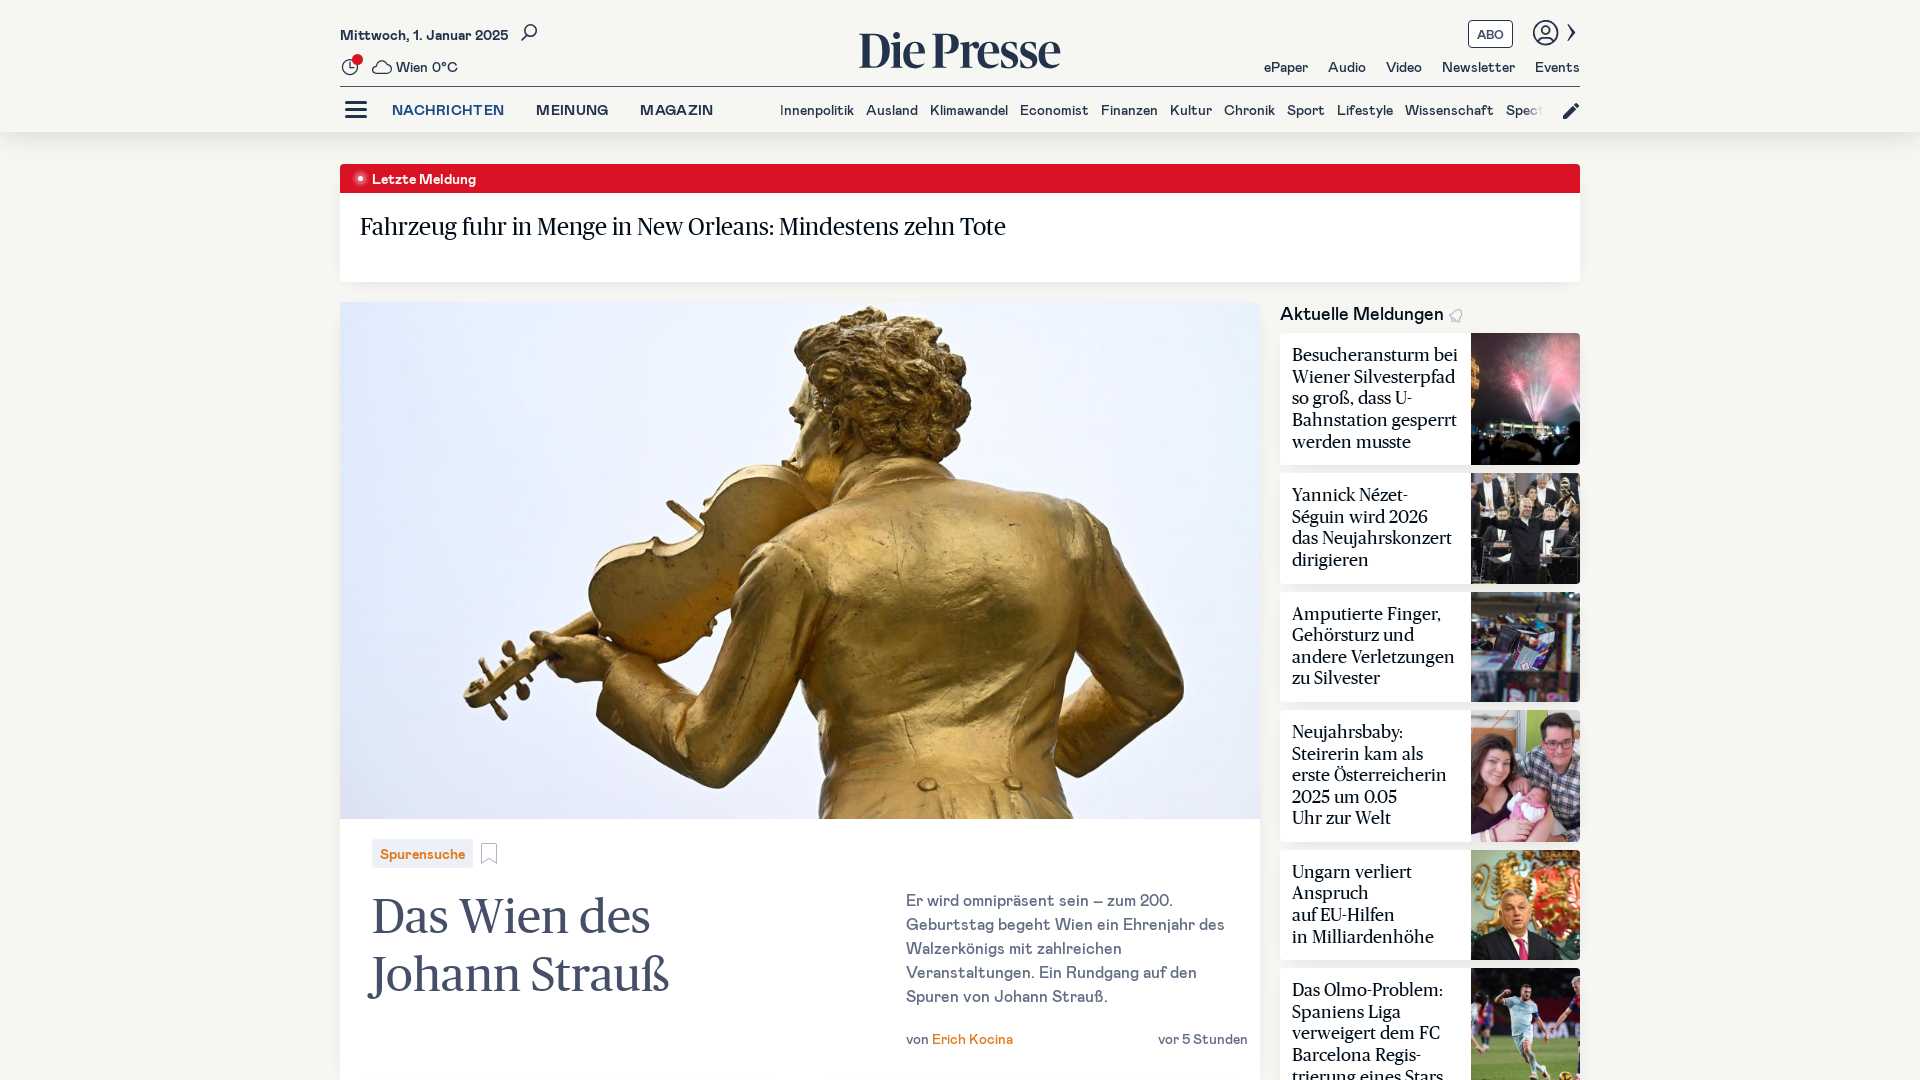 Mittwoch, 1. Januar 2025
Wien 0°C
Die Presse
ABO
ePaper Audio Video Newsletter Events
NACHRICHTEN MEINUNG MAGAZIN
Innenpolitik Ausland Klimawandel Economist Finanzen Kultur Chronik Sport Lifestyle Wissenschaft Spect
Letzte Meldung
Fahrzeug fuhr in Menge in New Orleans: Mindestens zehn Tote
Spurensuche
Das Wien des
Johann Strauß
Er wird omnipräsent sein – zum 200.
Geburtstag begeht Wien ein Ehrenjahr des
Walzerkönigs mit zahlreichen
Veranstaltungen. Ein Rundgang auf den
Spuren von Johann Strauß.
von Erich Kocina
vor 5 Stunden
Aktuelle Meldungen
Besucheransturm bei
Wiener Silvesterpfad
so groß, dass U-
Bahnstation gesperrt
werden musste
Yannick Nézet-
Séguin wird 2026
das Neujahrskonzert
dirigieren
Amputierte Finger,
Gehörsturz und
andere Verletzungen
zu Silvester
Neujahrsbaby:
Steirerin kam als
erste Österreicherin
2025 um 0.05
Uhr zur Welt
Ungarn verliert
Anspruch
auf EU-Hilfen
in Milliardenhöhe
Das Olmo-Problem:
Spaniens Liga
verweigert dem FC
Barcelona Regis-
trierung eines Stars